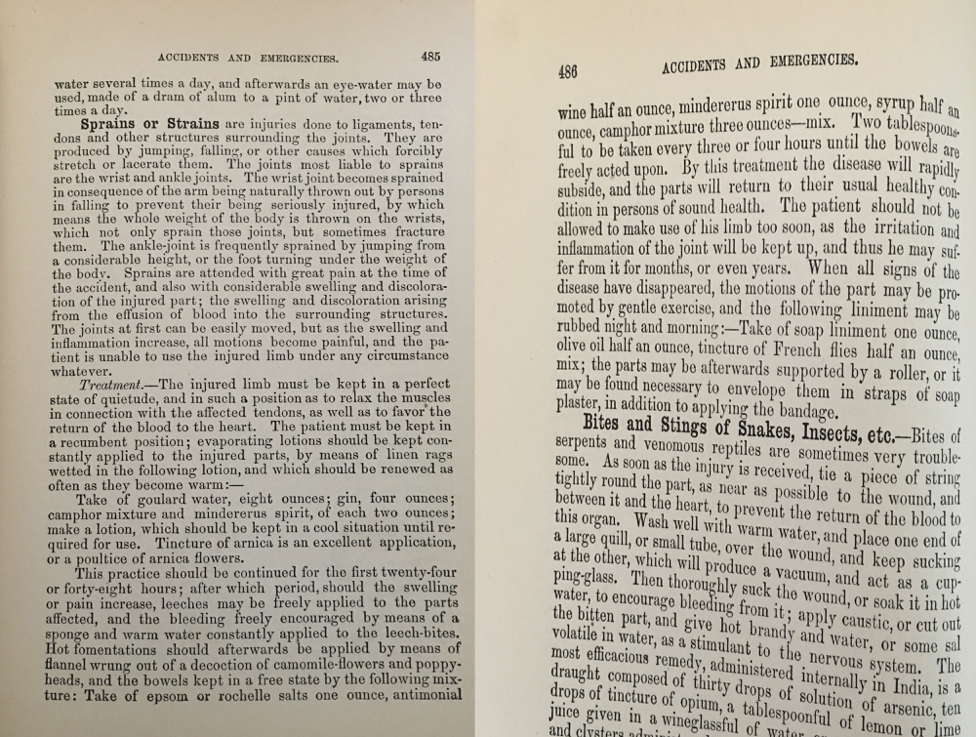 ACCIDENTS AND EMERGENCIES. 485
water several times a day, and afterwards an eye-water may be
used, made of a dram of alum to a pint of water, two or three
times a day.
Sprains or Strains are injuries done to ligaments, ten-
dons and other structures surrounding the joints. They are
produced by jumping, falling, or other causes which forcibly
stretch or lacerate them. The joints most liable to sprains
are the wrist and ankle joints. The wrist joint becomes sprained
in consequence of the arm being naturally thrown out by persons
in falling to prevent their being seriously injured, by which
means the whole weight of the body is thrown on the wrists,
which not only sprain those joints, but sometimes fracture
them. The ankle-joint is frequently sprained by jumping from
a considerable height, or the foot turning under the weight of
the body. Sprains are attended with great pain at the time of
the accident, and also with considerable swelling and discolora-
tion of the injured part; the swelling and discoloration arising
from the effusion of blood into the surrounding structures.
The joints at first can be easily moved, but as the swelling and
inflammation increase, all motions become painful, and the pa-
tient is unable to use the injured limb under any circumstance
whatever.
Treatment.—The injured limb must be kept in a perfect
state of quietude, and in such a position as to relax the muscles
in connection with the affected tendons, as well as to favor the
return of the blood to the heart. The patient must be kept in
a recumbent position; evaporating lotions should be kept con-
stantly applied to the injured parts, by means of linen rags
wetted in the following lotion, and which should be renewed as
often as they become warm:—
Take of goulard water, eight ounces; gin, four ounces;
camphor mixture and mindererus spirit, of each two ounces;
make a lotion, which should be kept in a cool situation until re-
quired for use. Tincture of arnica is an excellent application,
or a poultice of arnica flowers.
This practice should be continued for the first twenty-four
or forty-eight hours; after which period, should the swelling
or pain increase, leeches may be freely applied to the parts
affected, and the bleeding freely encouraged by means of a
sponge and warm water constantly applied to the leech-bites.
Hot fomentations should afterwards be applied by means of
flannel wrung out of a decoction of camomile-flowers and poppy-
heads, and the bowels kept in a free state by the following mix-
ture: Take of epsom or rochelle salts one ounce, antimonial
486 ACCIDENTS AND EMERGENCIES.
wine half an ounce, mindererus spirit one ounce, syrup half an
ounce, camphor mixture three ounces—mix. Two tablespoons-
ful to be taken every three or four hours until the bowels are
freely acted upon. By this treatment the disease will rapidly
subside, and the parts will return to their usual healthy con-
dition in persons of sound health. The patient should not be
allowed to make use of his limb too soon, as the irritation and
inflammation of the joint will be kept up, and thus he may suf-
fer from it for months, or even years. When all signs of the
disease have disappeared, the motions of the part may be pro-
moted by gentle exercise, and the following liniment may be
rubbed night and morning:—Take of soap liniment one ounce,
olive oil half an ounce, tincture of French flies half an ounce,
mix; the parts may be afterwards supported by a roller, or it
may be found necessary to envelope them in straps of soap
plaster, in addition to applying the bandage.
Bites and Stings of Snakes, Insects, etc.—Bites of
serpents and venomous reptiles are sometimes very trouble-
some. As soon as the injury is received, tie a piece of string
tightly round the part, as near as possible to the wound, and
between it and the heart, to prevent the return of the blood to
this organ. Wash well with warm water, and place one end of
a large quill, or small tube, over the wound, and keep sucking
at the other, which will produce a vacuum, and act as a cup-
ping-glass. Then thoroughly suck the wound, or soak it in hot
water, to encourage bleeding from it; apply caustic, or cut out
the bitten part, and give hot brandy and water, or some sal
volatile in water, as a stimulant to the nervous system. The
most efficacious remedy, administered internally in India, is a
draught composed of thirty drops of solution of arsenic, ten
drops of tincture of opium, a tablespoonful of lemon or lime
juice given in a wineglassful of water
and clysters